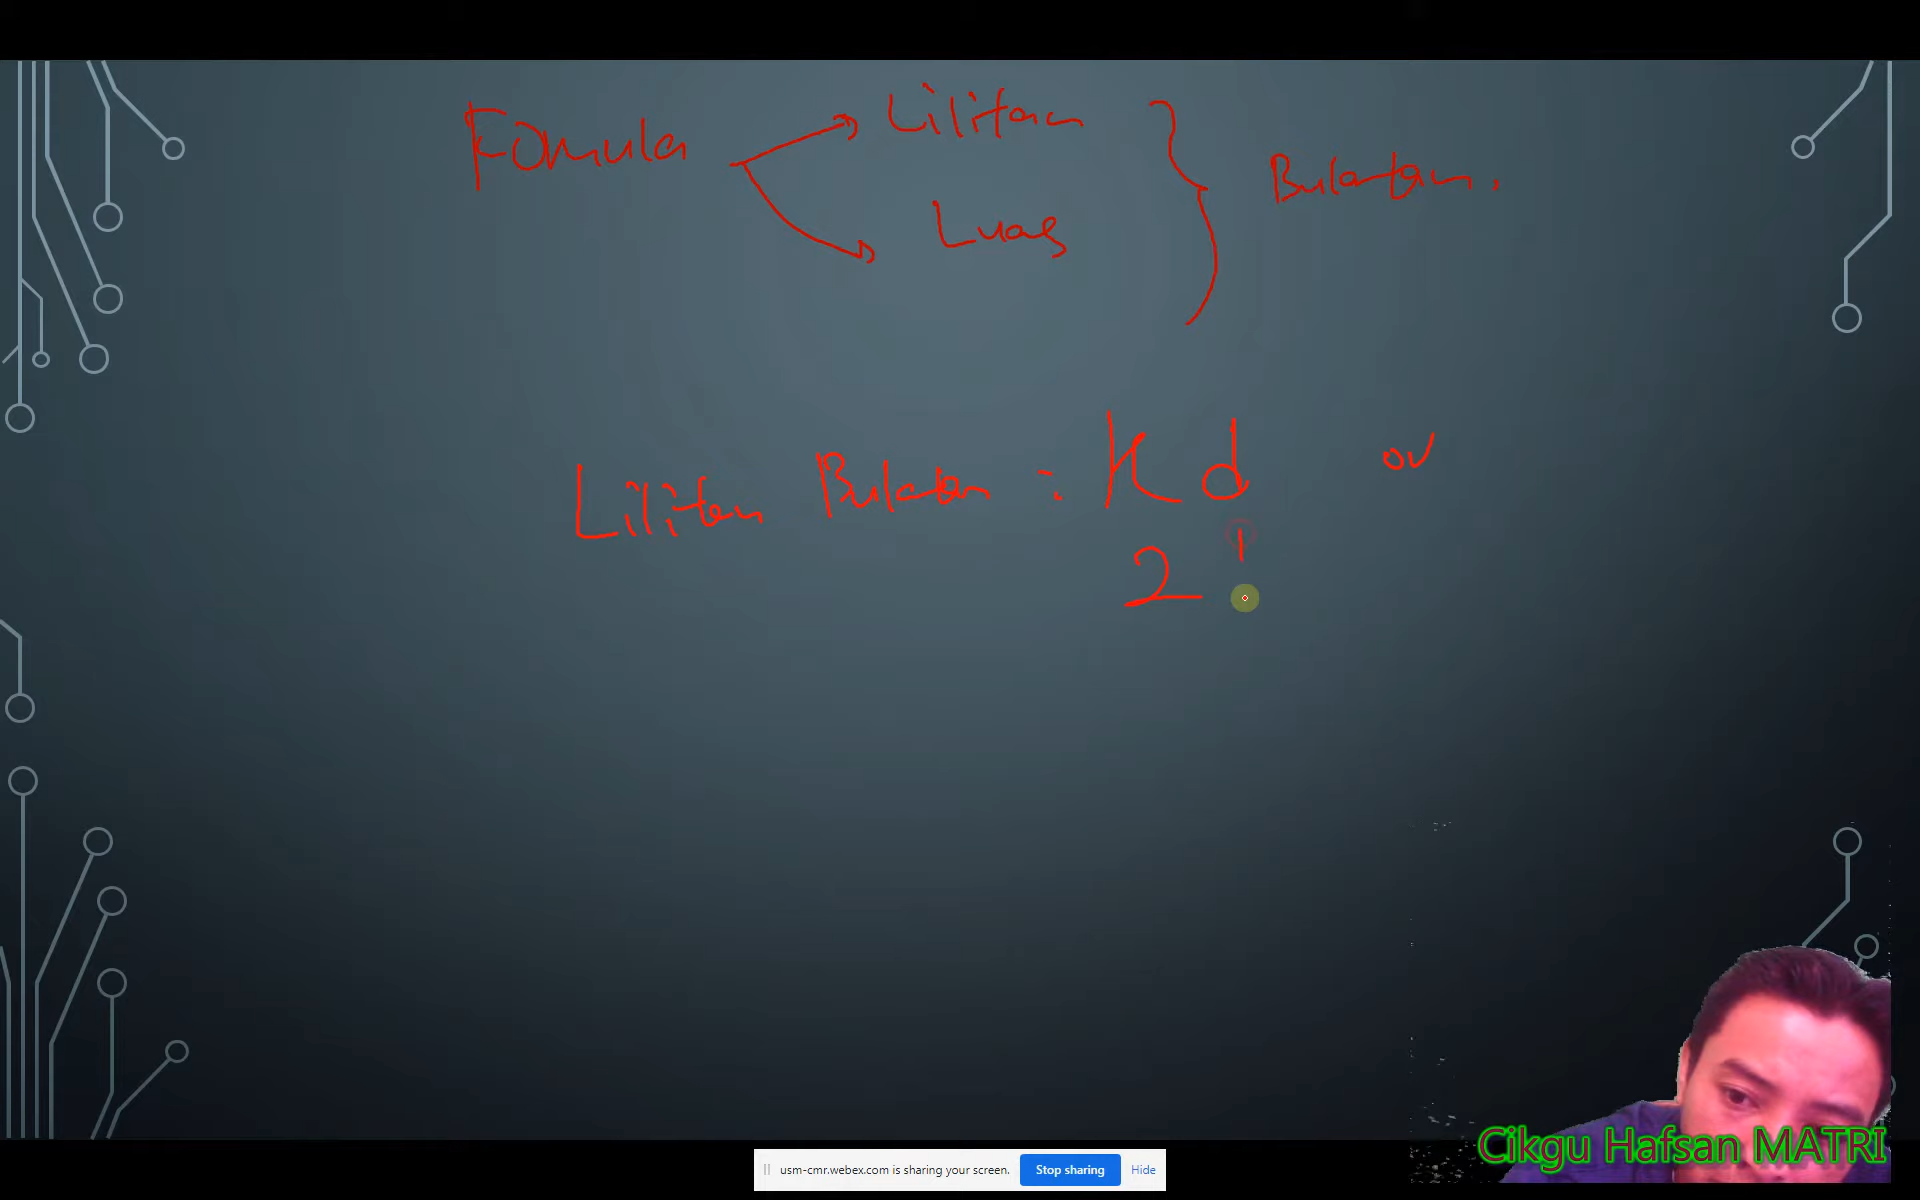 Fomula Lilitan
Luas
Bulatan.
Lilitan Bulatan : K d or
2
usm-cmr.webex.com is sharing your screen. Stop sharing Hide
Cikgu Hafsan MATRI